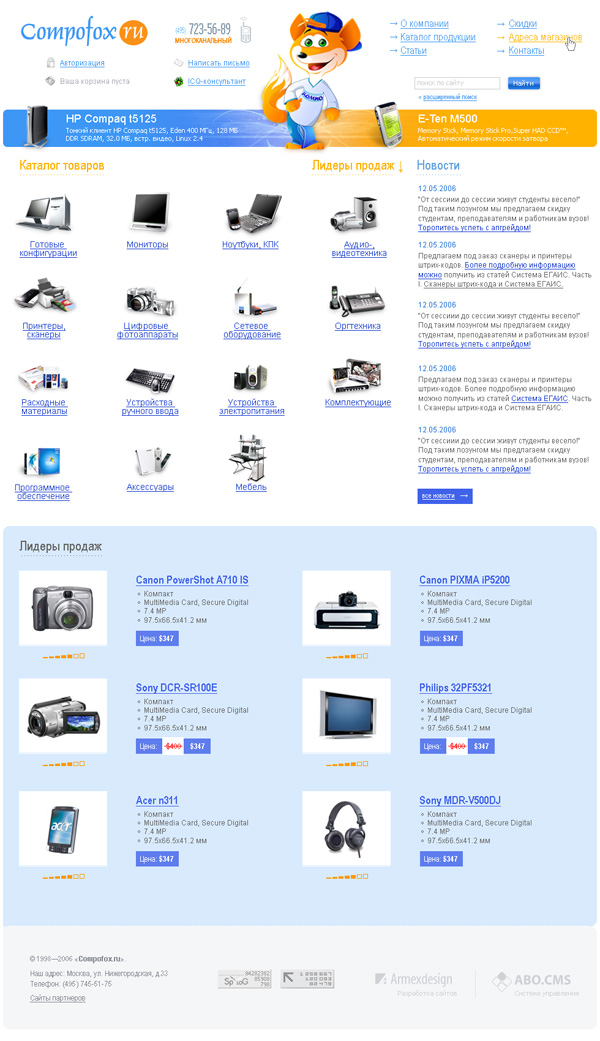 Compofox ru
(495) 723-56-89
МНОГОКАНАЛЬНЫЙ
→ О компании
→ Каталог продукции
→ Статьи
→ Скидки
→ Адреса магазинов
→ Контакты
Авторизация
Написать письмо
Ваша корзина пуста
ICQ-консультант
поиск по сайту
Найти
+ расширенный поиск
HP Compaq t5125
Тонкий клиент HP Compaq t5125, Eden 400 МГц, 128 МБ
DDR SDRAM, 32.0 МБ, встр. видео, Linux 2.4
E-Ten M500
Memory Stick, Memory Stick Pro,Super HAD CCD™,
Автоматический режим скорости затвора
Каталог товаров
Лидеры продаж ↓
Готовые
конфигурации
Мониторы
Ноутбуки, КПК
Аудио-,
видеотехника
Принтеры,
сканеры
Цифровые
фотоаппараты
Сетевое
оборудование
Оргтехника
Расходные
материалы
Устройства
ручного ввода
Устройства
электропитания
Комплектующие
Программное
обеспечение
Аксессуары
Мебель
Новости
12.05.2006
"От сессиии до сессии живут студенты весело!"
Под таким лозунгом мы предлагаем скидку
студентам, преподавателям и работникам вузов!
Торопитесь успеть с апгрейдом!
12.05.2006
Предлагаем под заказ сканеры и принтеры
штрих-кодов. Более подробную информацию
можно получить из статей Система ЕГАИС. Часть
I. Сканеры штрих-кода и Система ЕГАИС.
12.05.2006
"От сессиии до сессии живут студенты весело!"
Под таким лозунгом мы предлагаем скидку
студентам, преподавателям и работникам вузов!
Торопитесь успеть с апгрейдом!
12.05.2006
Предлагаем под заказ сканеры и принтеры
штрих-кодов. Более подробную информацию
можно получить из статей Система ЕГАИС. Часть
I. Сканеры штрих-кода и Система ЕГАИС.
12.05.2006
"От сессиии до сессии живут студенты весело!"
Под таким лозунгом мы предлагаем скидку
студентам, преподавателям и работникам вузов!
Торопитесь успеть с апгрейдом!
все новости →
Лидеры продаж
Canon PowerShot A710 IS
Компакт
MultiMedia Card, Secure Digital
7.4 MP
97.5x66.5x41.2 мм
Цена: $347
Canon PIXMA iP5200
Компакт
MultiMedia Card, Secure Digital
7.4 MP
97.5x66.5x41.2 мм
Цена: $347
Sony DCR-SR100E
Компакт
MultiMedia Card, Secure Digital
7.4 MP
97.5x66.5x41.2 мм
Цена: $400 $347
Philips 32PF5321
Компакт
MultiMedia Card, Secure Digital
7.4 MP
97.5x66.5x41.2 мм
Цена: $400 $347
Acer n311
Компакт
MultiMedia Card, Secure Digital
7.4 MP
97.5x66.5x41.2 мм
Цена: $347
Sony MDR-V500DJ
Компакт
MultiMedia Card, Secure Digital
7.4 MP
97.5x66.5x41.2 мм
Цена: $347
© 1990—2006 «Compofox.ru».
Наш адрес: Москва, ул. Нижегородская, д.33
Телефон: (495) 745-51-75
Сайты партнеров
SpyLOG
Armexdesign
Разработка сайтов
ABO.CMS
Система управления